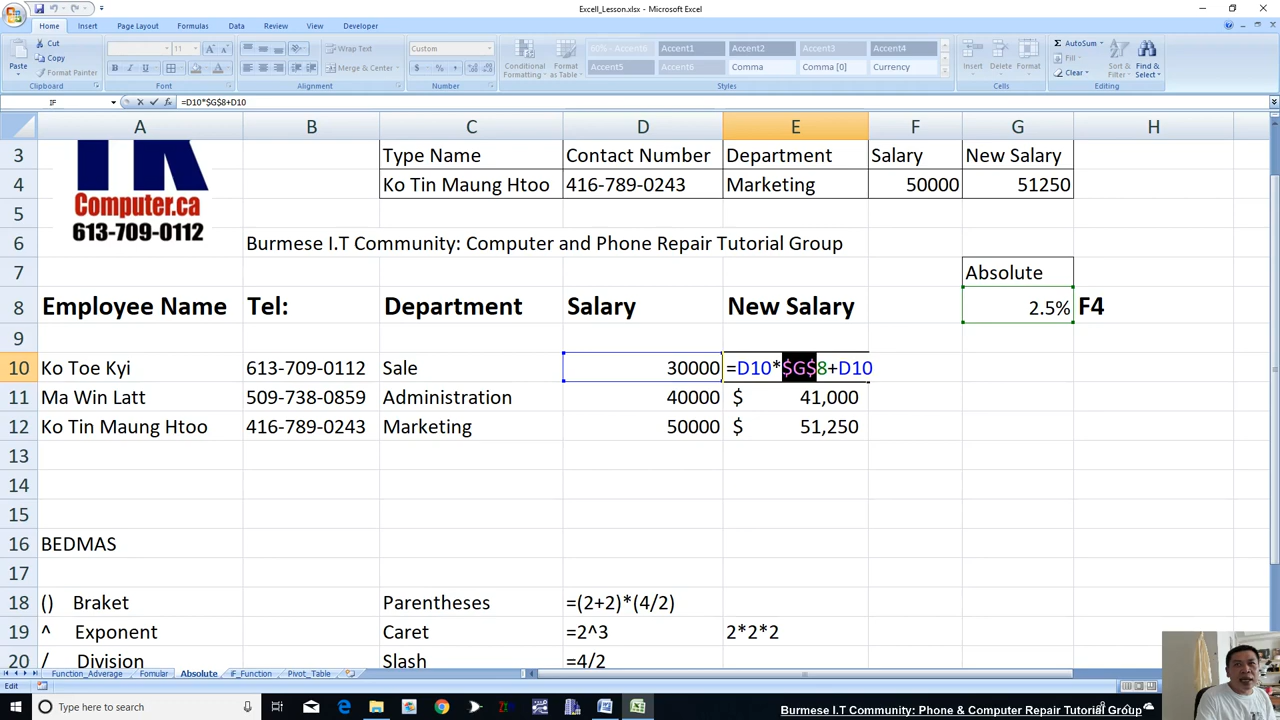 Excell_Lesson.xlsx - Microsoft Excel
Home Insert Page Layout Formulas Data Review View Developer
Paste Cut Copy Format Painter
11
Wrap Text
Merge & Center
Custom
Conditional Formatting Format as Table
60% - Accent6 Accent1 Accent2 Accent3 Accent4
Accent5 Accent6 Comma Comma [0] Currency
Insert Delete Format
AutoSum Fill Clear Sort & Filter Find & Select
Clipboard Font Alignment Number Styles Cells Editing
IF =D10*$G$8+D10
A B C D E F G H
3 Type Name Contact Number Department Salary New Salary
4 Ko Tin Maung Htoo 416-789-0243 Marketing 50000 51250
Computer.ca
613-709-0112
5
6 Burmese I.T Community: Computer and Phone Repair Tutorial Group
7 Absolute
8 Employee Name Tel: Department Salary New Salary 2.5% F4
9
10 Ko Toe Kyi 613-709-0112 Sale 30000 =D10*$G$8+D10
11 Ma Win Latt 509-738-0859 Administration 40000 $ 41,000
12 Ko Tin Maung Htoo 416-789-0243 Marketing 50000 $ 51,250
13
14
15
16 BEDMAS
17
18 () Braket Parentheses =(2+2)*(4/2)
19 ^ Exponent Caret =2^3 2*2*2
20 / Division Slash =4/2
Function_Adverage Fomular Absolute IF_Function Pivot_Table
Edit
Type here to search
Burmese I.T Community: Phone & Computer Repair Tutorial Group